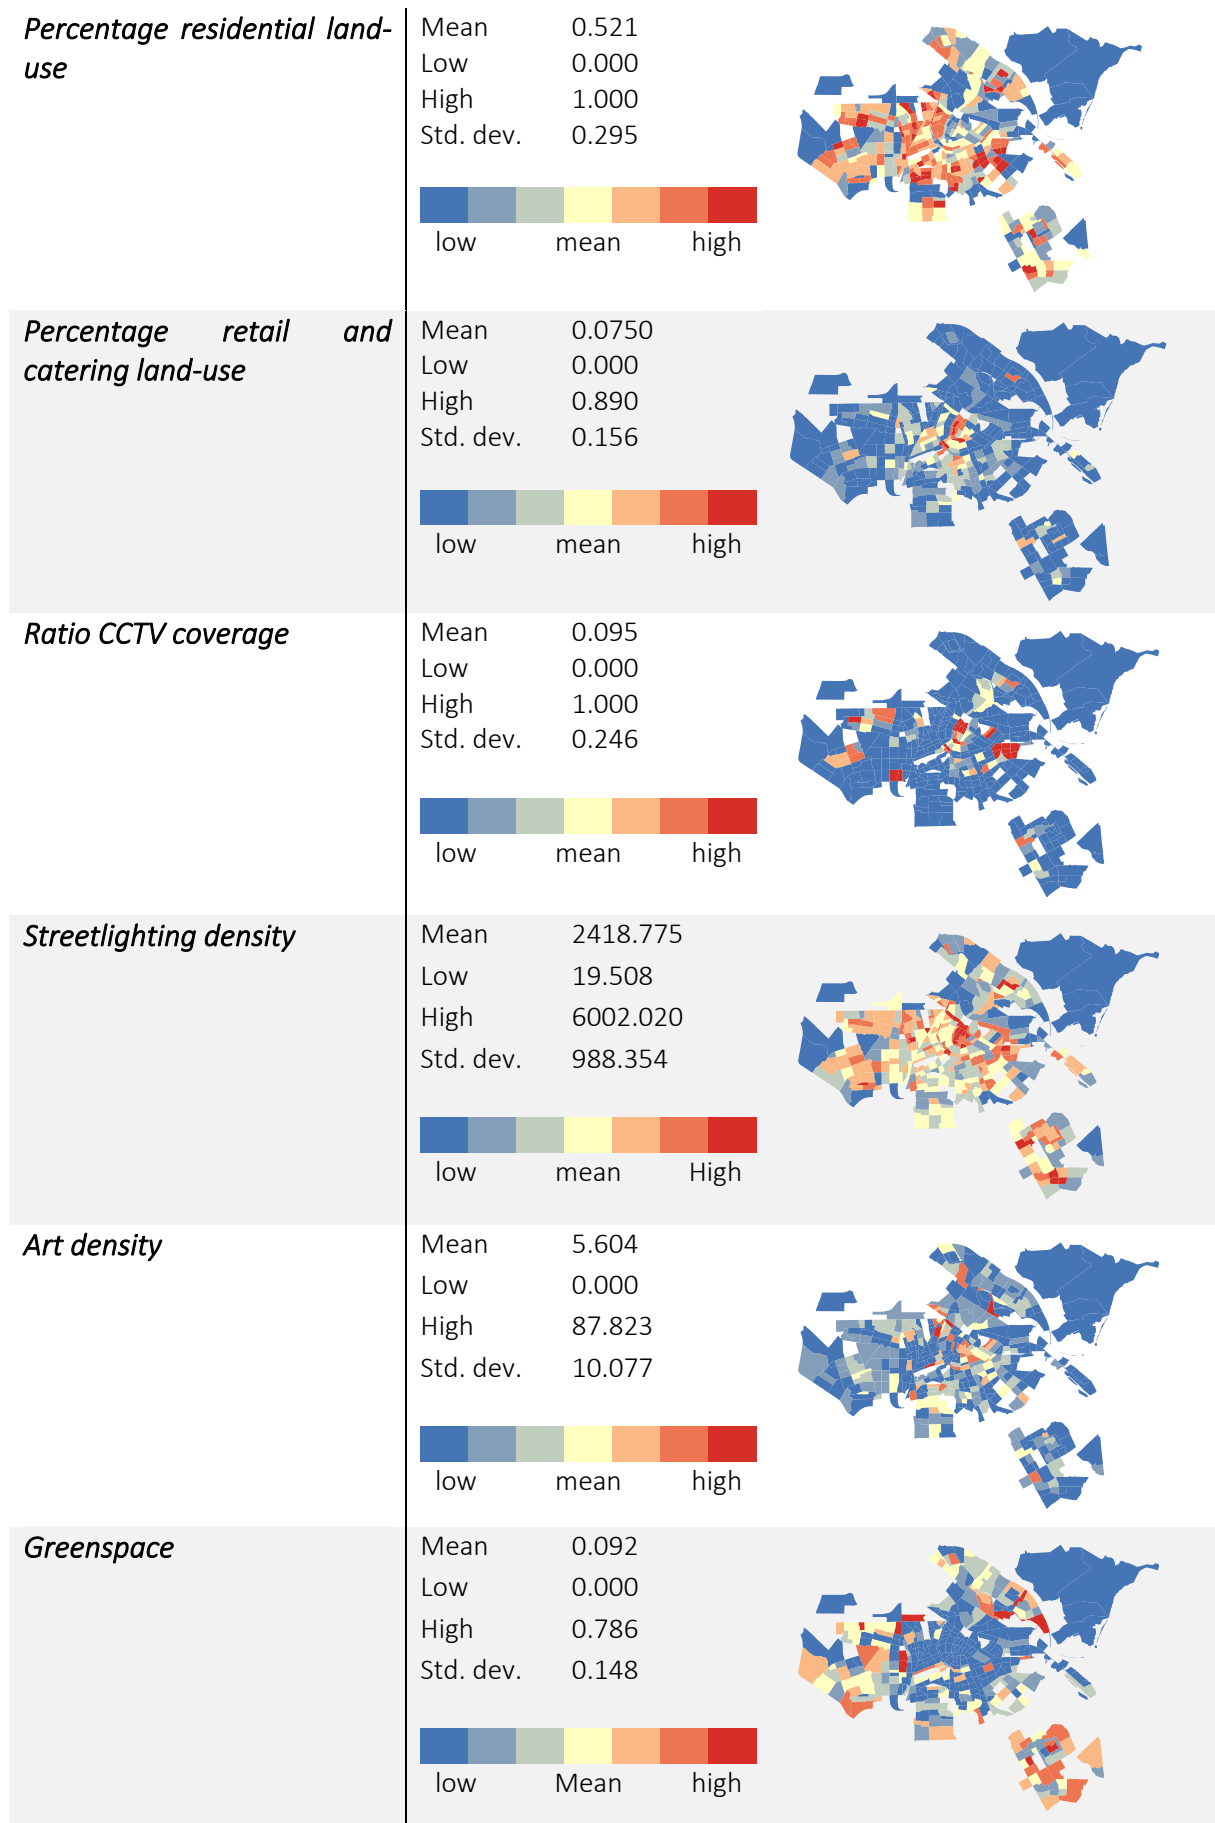 Percentage residential land-
use
Mean 0.521
Low 0.000
High 1.000
Std. dev. 0.295
low mean high
Percentage retail and
catering land-use
Mean 0.0750
Low 0.000
High 0.890
Std. dev. 0.156
low mean high
Ratio CCTV coverage
Mean 0.095
Low 0.000
High 1.000
Std. dev. 0.246
low mean high
Streetlighting density
Mean 2418.775
Low 19.508
High 6002.020
Std. dev. 988.354
low mean High
Art density
Mean 5.604
Low 0.000
High 87.823
Std. dev. 10.077
low mean high
Greenspace
Mean 0.092
Low 0.000
High 0.786
Std. dev. 0.148
low Mean high